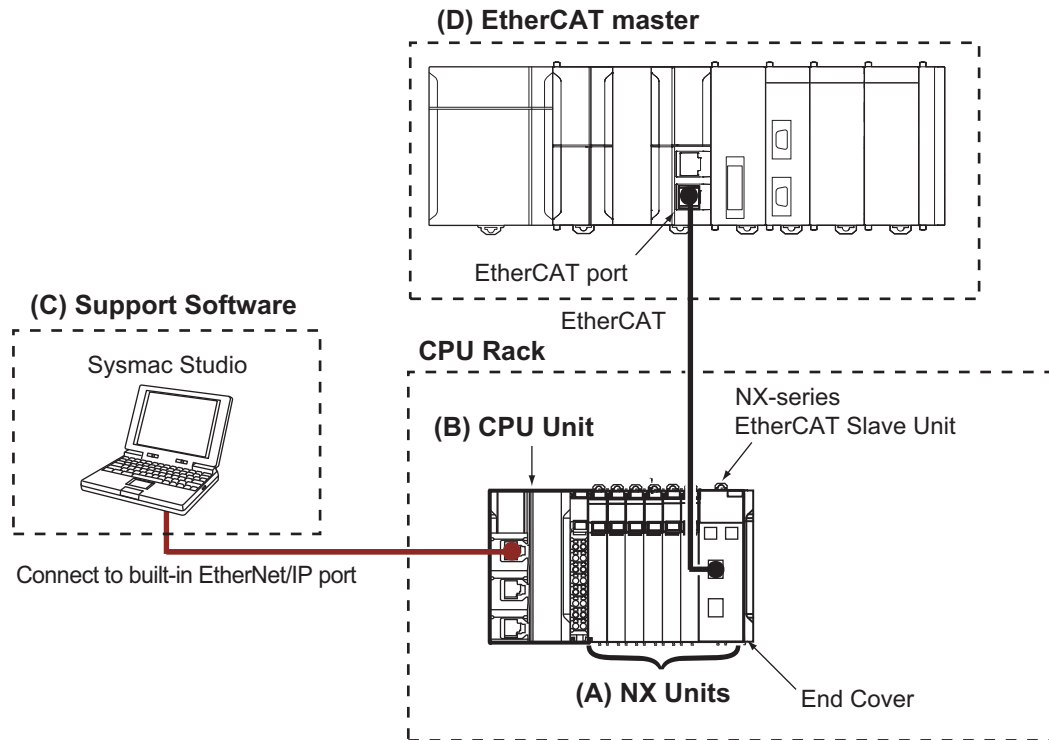 (D) EtherCAT master
EtherCAT port
EtherCAT
(C) Support Software
Sysmac Studio
Connect to built-in EtherNet/IP port
CPU Rack
(B) CPU Unit
NX-series
EtherCAT Slave Unit
(A) NX Units
End Cover